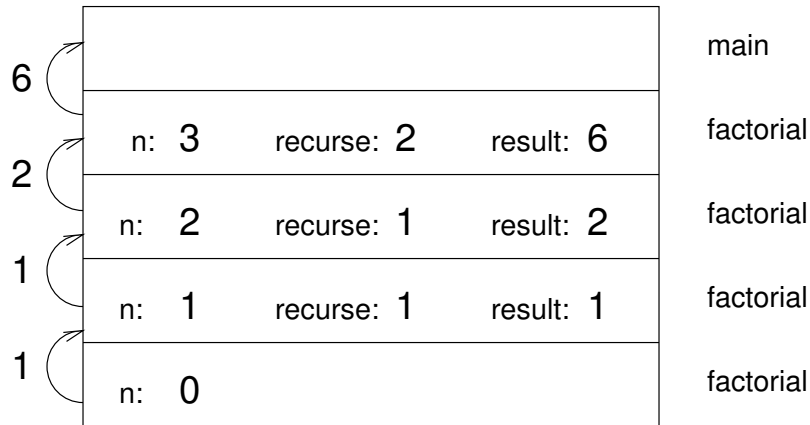 main
6
n: 3 recurse: 2 result: 6 factorial
2
n: 2 recurse: 1 result: 2 factorial
1
n: 1 recurse: 1 result: 1 factorial
1
n: 0 factorial